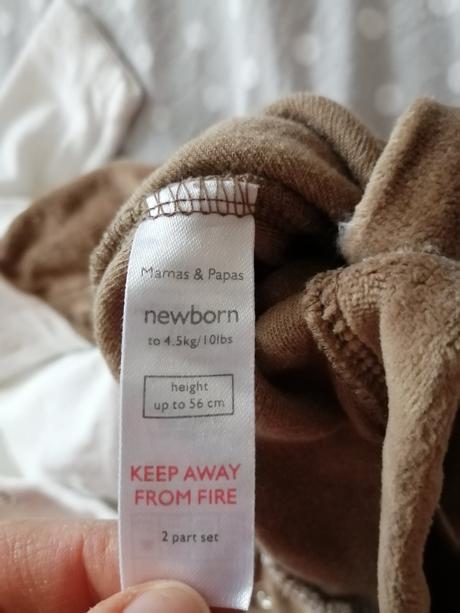 Mamas & Papas
newborn
to 4.5kg/10lbs
height
up to 56 cm
KEEP AWAY
FROM FIRE
2 part set